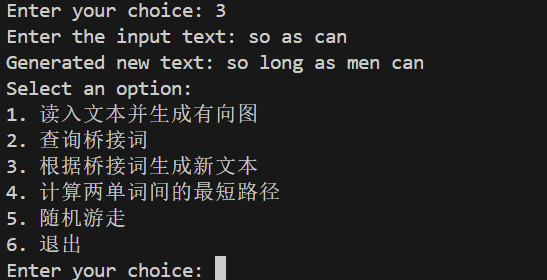 Enter your choice: 3
Enter the input text: so as can
Generated new text: so long as men can
Select an option:
1. 读入文本并生成有向图
2. 查询桥接词
3. 根据桥接词生成新文本
4. 计算两单词间的最短路径
5. 随机游走
6. 退出
Enter your choice: